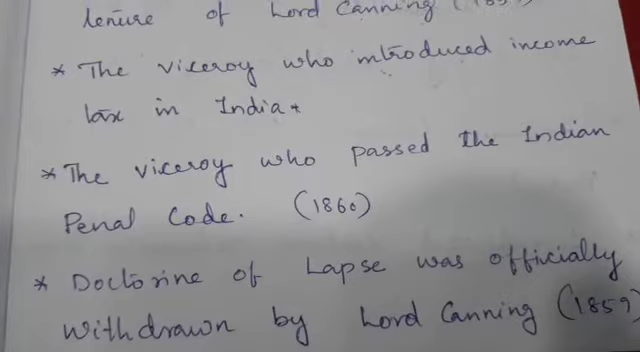 tenure of Lord Canning (185
* The viceroy who introduced income
tax in India *
* The viceroy who passed the Indian
Penal Code. (1860)
* Doctorine of Lapse was officially
withdrawn by Lord Canning (1859)